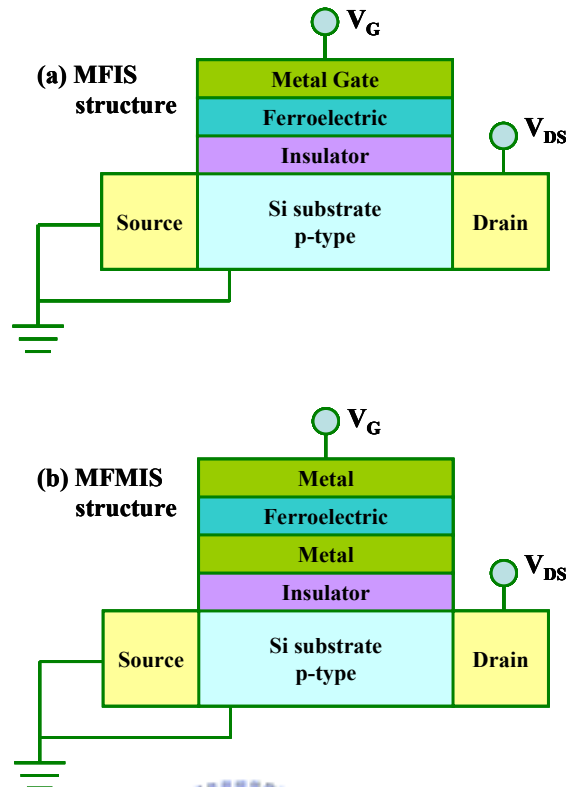 V_G
(a) MFIS
structure
Metal Gate
Ferroelectric
Insulator
V_DS
Source
Si substrate
p-type
Drain
V_G
(b) MFMIS
structure
Metal
Ferroelectric
Metal
Insulator
V_DS
Source
Si substrate
p-type
Drain